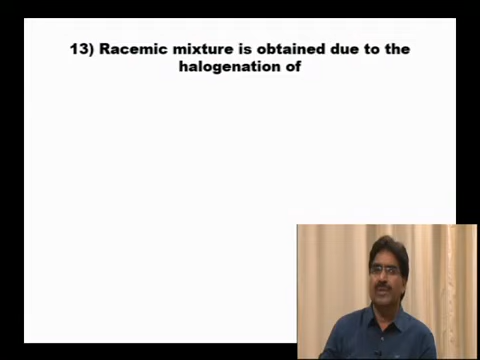 13) Racemic mixture is obtained due to the
halogenation of